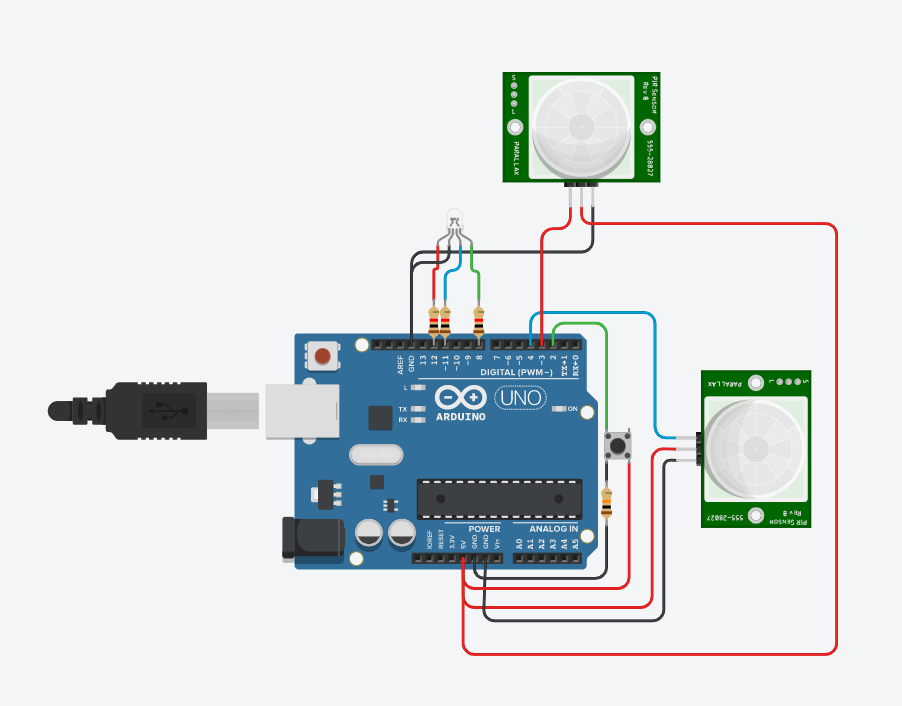 S
L
PARALLAX
PIR Sensor
Rev B
555-28027
AREF
GND
13
12
~11
~10
~9
8
7
~6
~5
4
~3
2
TX→1
RX←0
DIGITAL (PWM~)
L
TX
RX
ARDUINO
UNO
ON
POWER
ANALOG IN
IOREF
RESET
3.3V
5V
GND
GND
Vin
A0
A1
A2
A3
A4
A5
PARALLAX
L
S
555-28027
Rev B
PIR Sensor